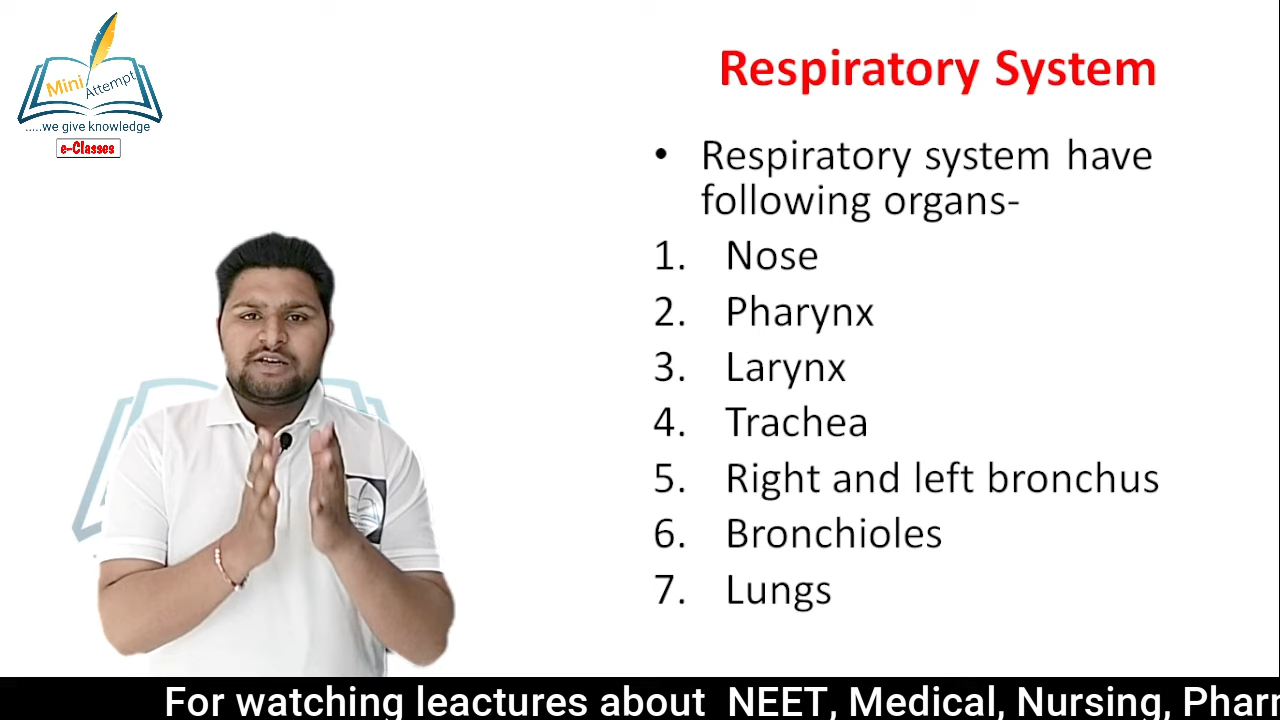 Mini Attempt
.....we give knowledge
e-Classes
Respiratory System
• Respiratory system have
following organs-
1. Nose
2. Pharynx
3. Larynx
4. Trachea
5. Right and left bronchus
6. Bronchioles
7. Lungs
For watching leactures about NEET, Medical, Nursing, Pharr